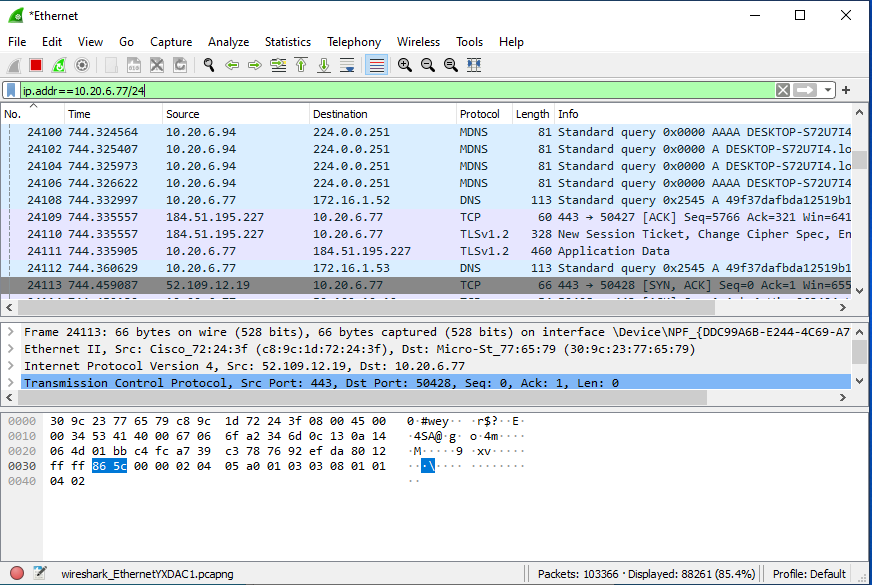 *Ethernet
File Edit View Go Capture Analyze Statistics Telephony Wireless Tools Help
ip.addr==10.20.6.77/24
No. Time Source Destination Protocol Length Info
24100 744.324564 10.20.6.94 224.0.0.251 MDNS 81 Standard query 0x0000 AAAA DESKTOP-S72U7I4
24102 744.325407 10.20.6.94 224.0.0.251 MDNS 81 Standard query 0x0000 A DESKTOP-S72U7I4.lo
24104 744.325973 10.20.6.94 224.0.0.251 MDNS 81 Standard query 0x0000 A DESKTOP-S72U7I4.lo
24106 744.326622 10.20.6.94 224.0.0.251 MDNS 81 Standard query 0x0000 AAAA DESKTOP-S72U7I4
24108 744.332997 10.20.6.77 172.16.1.52 DNS 113 Standard query 0x2545 A 49f37dafbda12519b1
24109 744.335557 184.51.195.227 10.20.6.77 TCP 60 443 → 50427 [ACK] Seq=5766 Ack=321 Win=641
24110 744.335557 184.51.195.227 10.20.6.77 TLSv1.2 328 New Session Ticket, Change Cipher Spec, En
24111 744.335905 10.20.6.77 184.51.195.227 TLSv1.2 460 Application Data
24112 744.360629 10.20.6.77 172.16.1.53 DNS 113 Standard query 0x2545 A 49f37dafbda12519b1
24113 744.459087 52.109.12.19 10.20.6.77 TCP 66 443 → 50428 [SYN, ACK] Seq=0 Ack=1 Win=655
Frame 24113: 66 bytes on wire (528 bits), 66 bytes captured (528 bits) on interface \Device\NPF_{DDC99A6B-E244-4C69-A7
Ethernet II, Src: Cisco_72:24:3f (c8:9c:1d:72:24:3f), Dst: Micro-St_77:65:79 (30:9c:23:77:65:79)
Internet Protocol Version 4, Src: 52.109.12.19, Dst: 10.20.6.77
Transmission Control Protocol, Src Port: 443, Dst Port: 50428, Seq: 0, Ack: 1, Len: 0
0000 30 9c 23 77 65 79 c8 9c 1d 72 24 3f 08 00 45 00 0·#wey·· ·r$?··E·
0010 00 34 53 41 40 00 67 06 6f a2 34 6d 0c 13 0a 14 ·4SA@·g· o·4m····
0020 06 4d 01 bb c4 fc a7 39 c3 78 76 92 ef da 80 12 ·M·····9 ·xv·····
0030 ff ff 86 5c 00 00 02 04 05 a0 01 03 03 08 01 01 ···\···· ········
0040 04 02 ··
wireshark_EthernetYXDAC1.pcapng Packets: 103366 · Displayed: 88261 (85.4%) Profile: Default